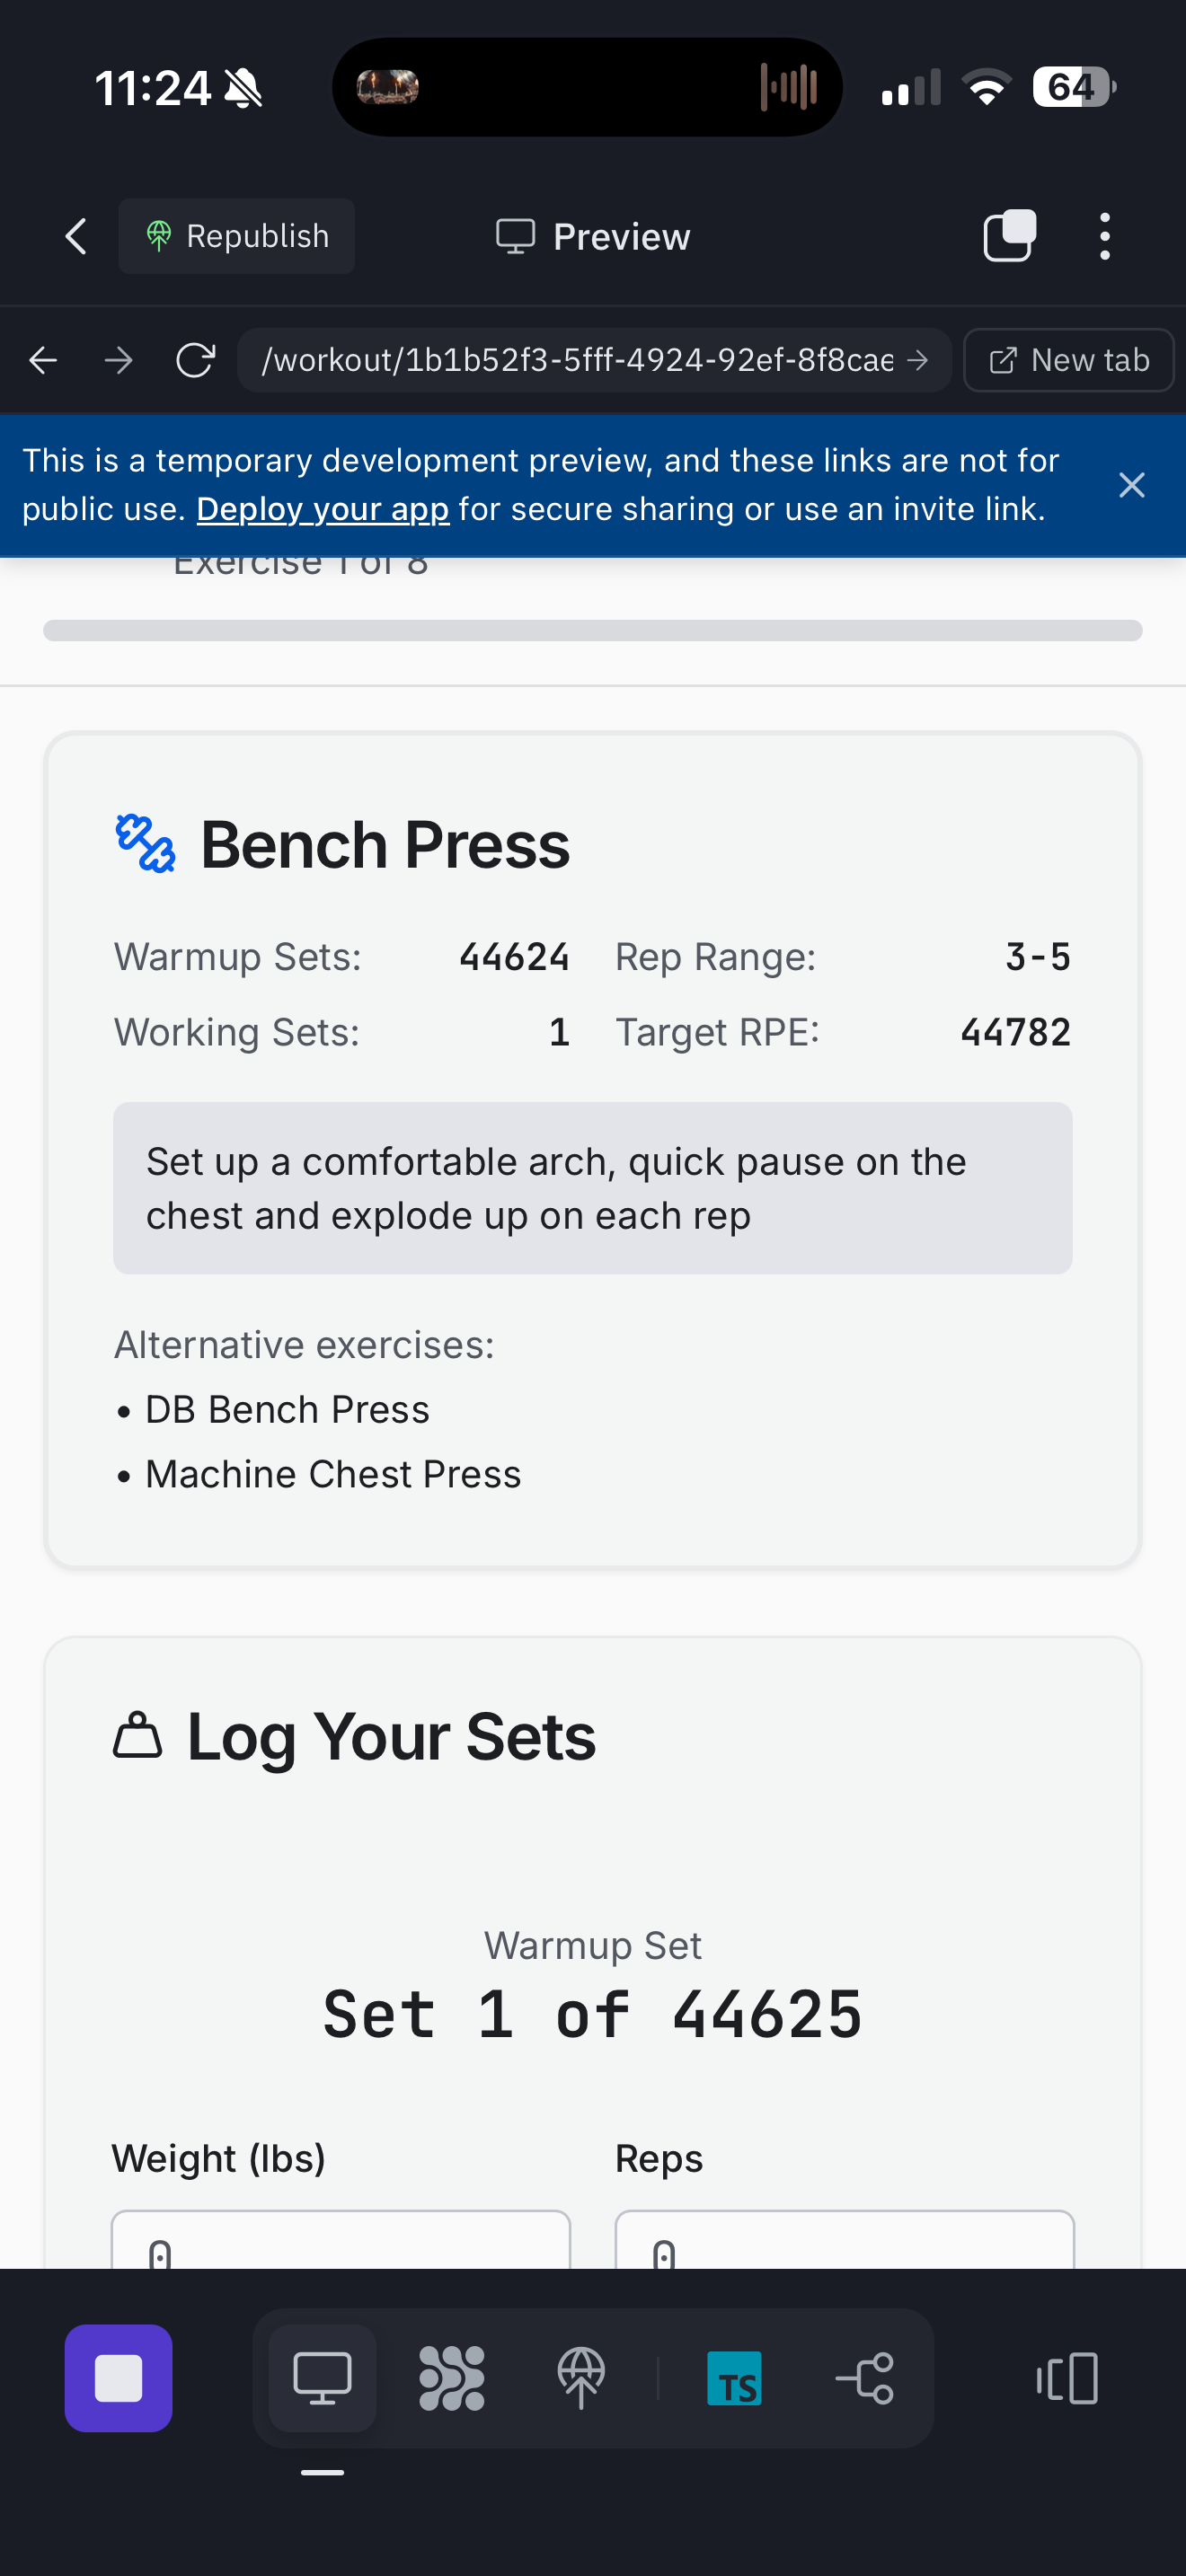 11:24
64
Republish
Preview
/workout/1b1b52f3-5fff-4924-92ef-8f8cae
New tab
This is a temporary development preview, and these links are not for
public use. Deploy your app for secure sharing or use an invite link.
Exercise 1 of 8
Bench Press
Warmup Sets: 44624 Rep Range: 3-5
Working Sets: 1 Target RPE: 44782
Set up a comfortable arch, quick pause on the
chest and explode up on each rep
Alternative exercises:
• DB Bench Press
• Machine Chest Press
Log Your Sets
Warmup Set
Set 1 of 44625
Weight (lbs) Reps
0 0
TS